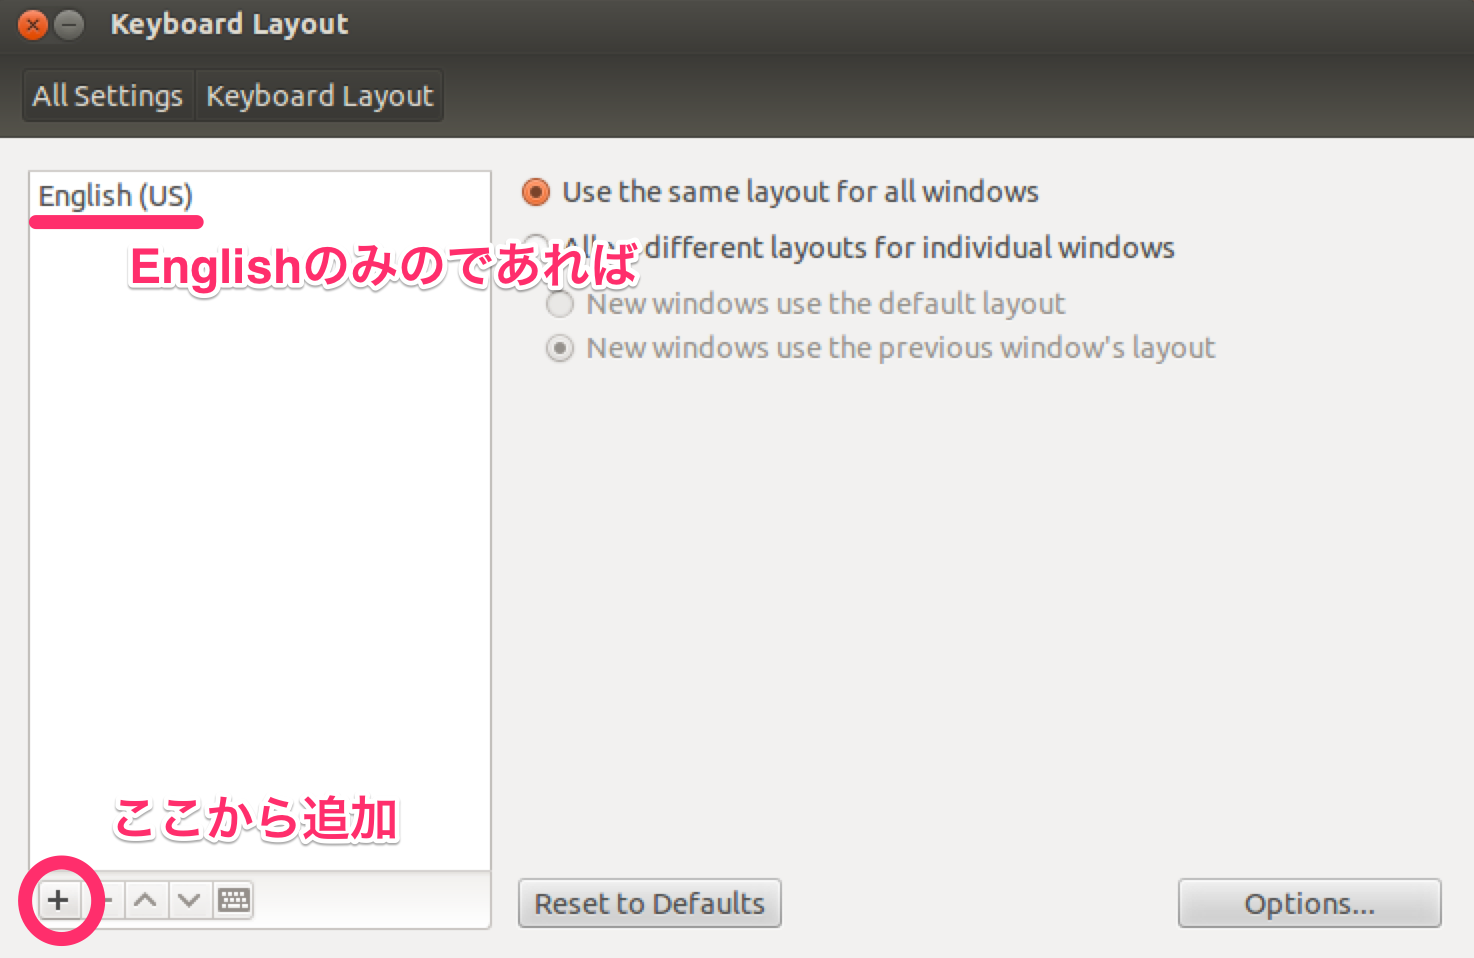 Keyboard Layout
All Settings
Keyboard Layout
English (US)
Englishのみのであれば
Use the same layout for all windows
different layouts for individual windows
New windows use the default layout
New windows use the previous window's layout
ここから追加
Reset to Defaults
Options...